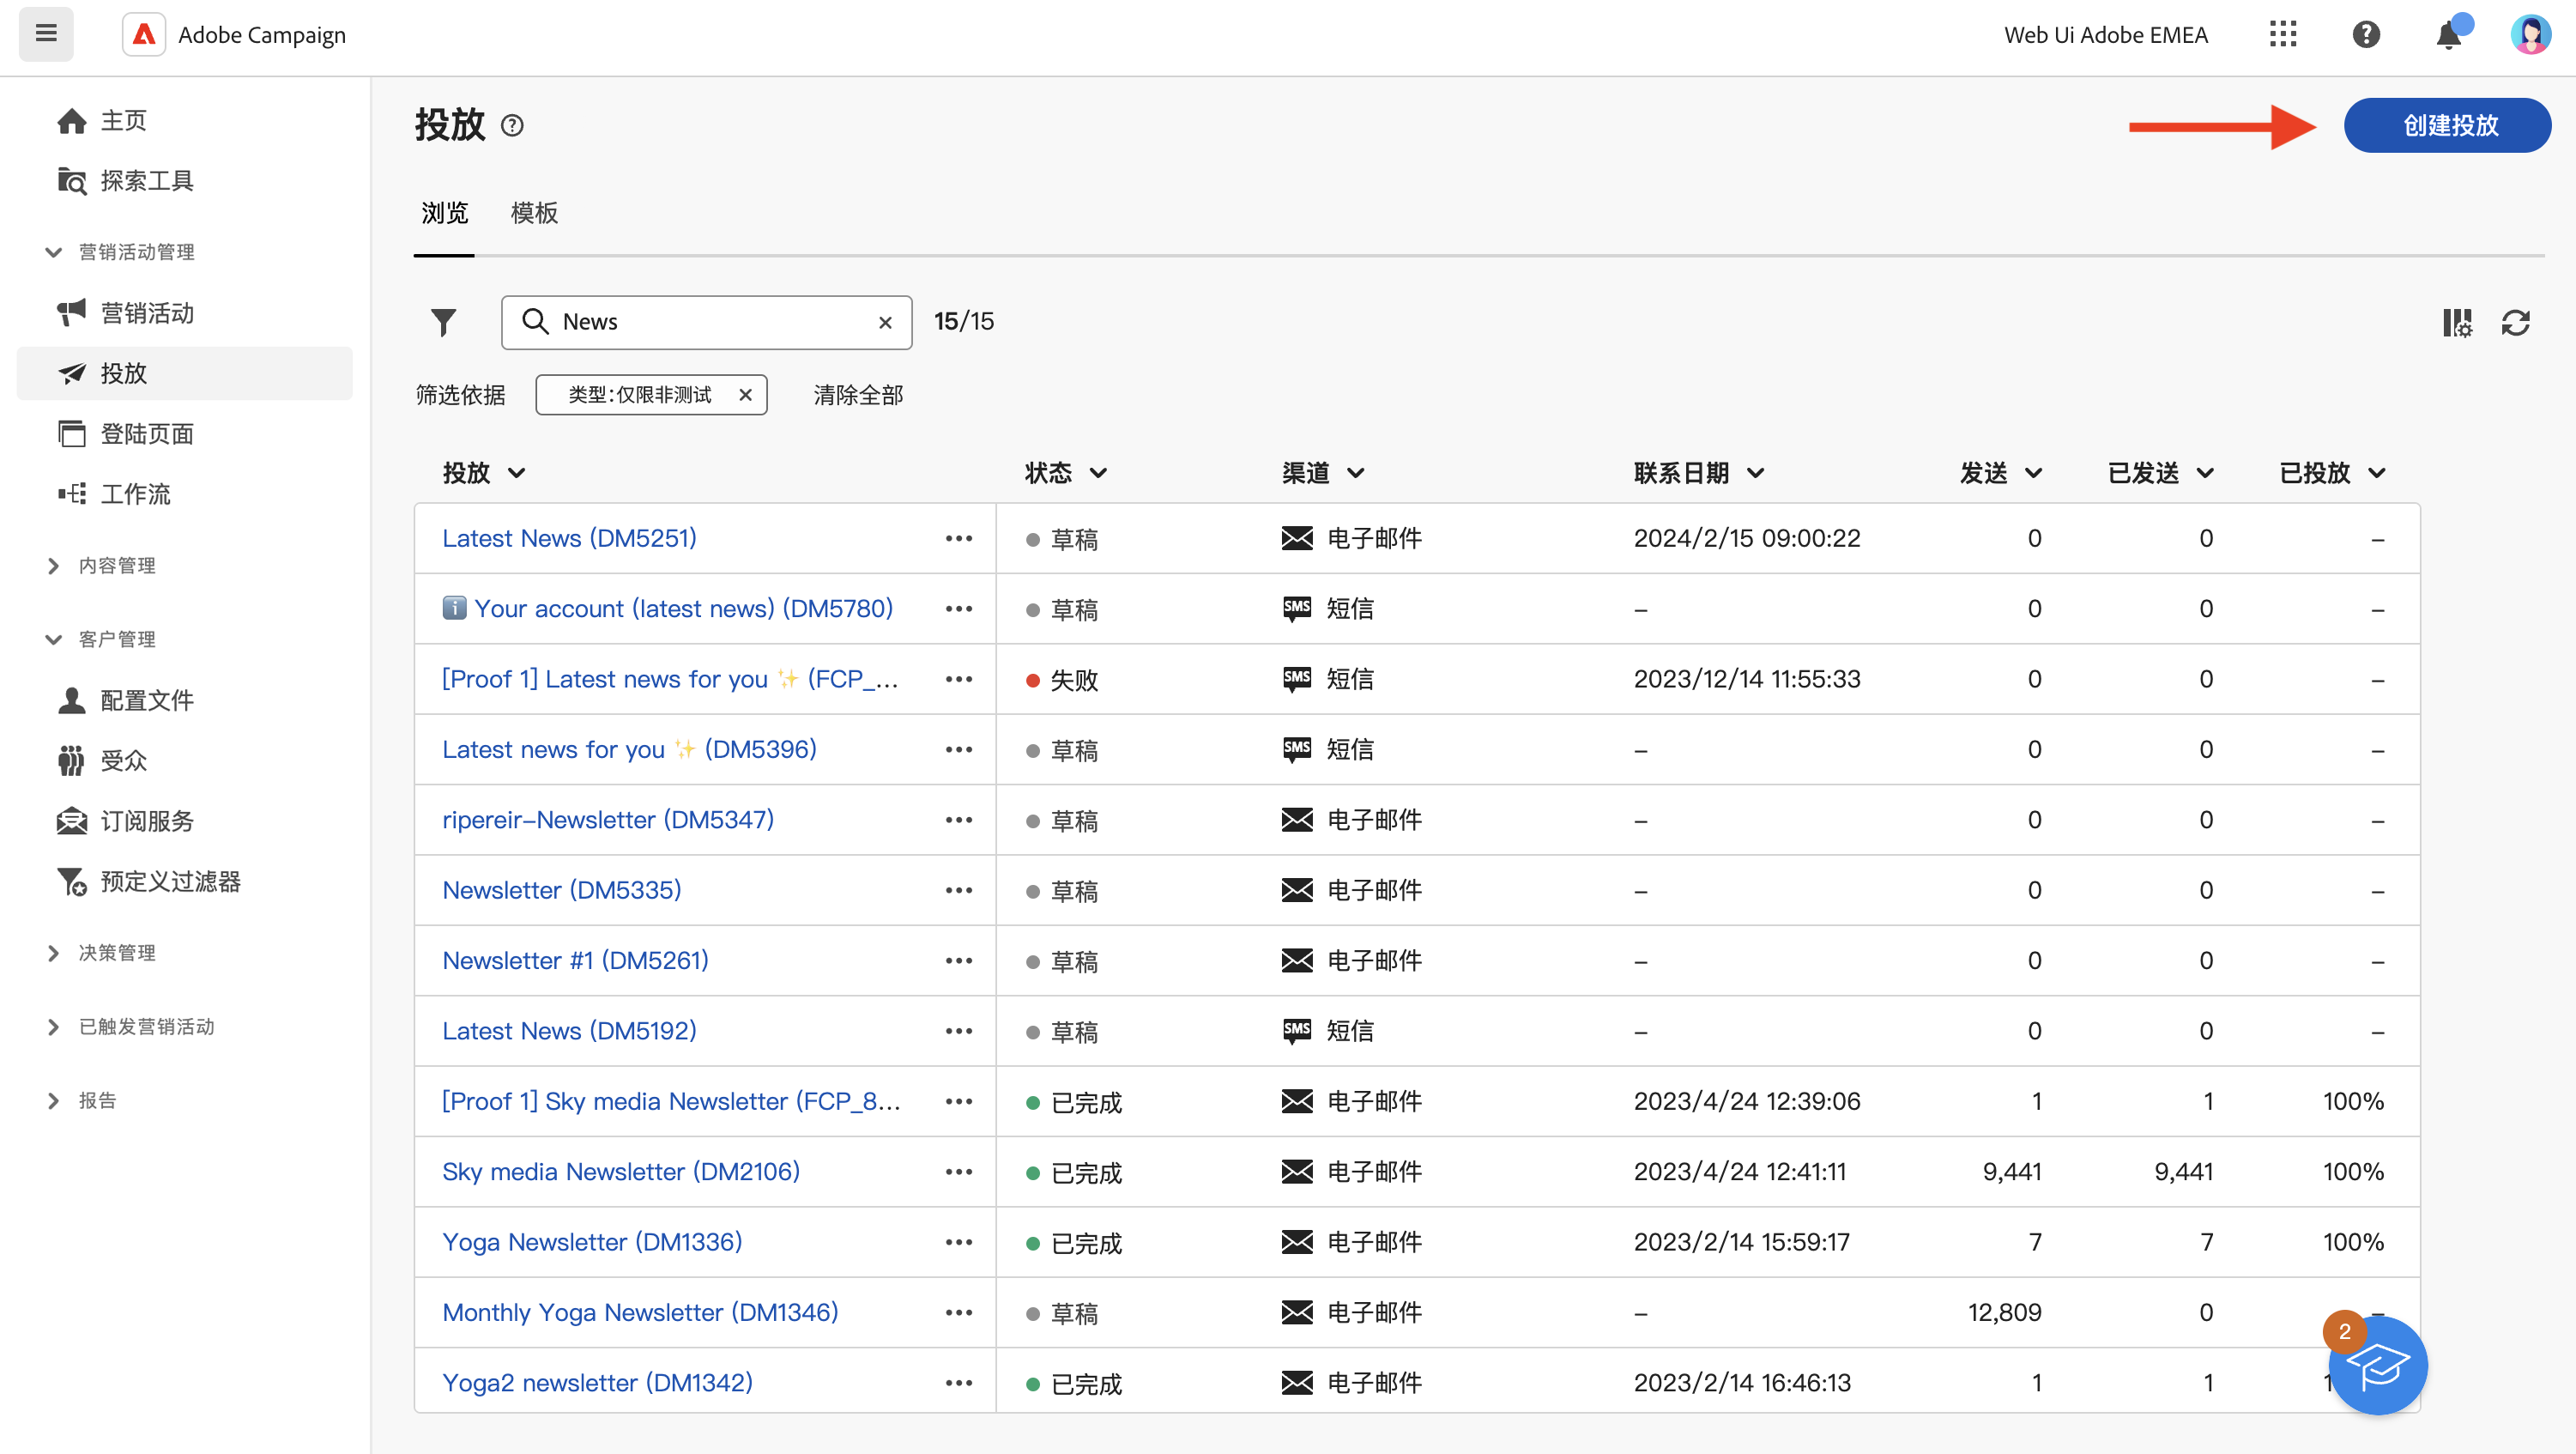 Adobe Campaign
Web Ui Adobe EMEA
主页
探索工具
营销活动管理
营销活动
投放
登陆页面
工作流
内容管理
客户管理
配置文件
受众
订阅服务
预定义过滤器
决策管理
已触发营销活动
报告
投放
创建投放
浏览 模板
News 15/15
筛选依据 类型:仅限非测试 清除全部
投放 状态 渠道 联系日期 发送 已发送 已投放
Latest News (DM5251) 草稿 电子邮件 2024/2/15 09:00:22 0 0 –
ℹ️ Your account (latest news) (DM5780) 草稿 SMS 短信 – 0 0 –
[Proof 1] Latest news for you ✨ (FCP_... 失败 SMS 短信 2023/12/14 11:55:33 0 0 –
Latest news for you ✨ (DM5396) 草稿 SMS 短信 – 0 0 –
ripereir–Newsletter (DM5347) 草稿 电子邮件 – 0 0 –
Newsletter (DM5335) 草稿 电子邮件 – 0 0 –
Newsletter #1 (DM5261) 草稿 电子邮件 – 0 0 –
Latest News (DM5192) 草稿 SMS 短信 – 0 0 –
[Proof 1] Sky media Newsletter (FCP_8... 已完成 电子邮件 2023/4/24 12:39:06 1 1 100%
Sky media Newsletter (DM2106) 已完成 电子邮件 2023/4/24 12:41:11 9,441 9,441 100%
Yoga Newsletter (DM1336) 已完成 电子邮件 2023/2/14 15:59:17 7 7 100%
Monthly Yoga Newsletter (DM1346) 草稿 电子邮件 – 12,809 0 –
2
Yoga2 newsletter (DM1342) 已完成 电子邮件 2023/2/14 16:46:13 1 1